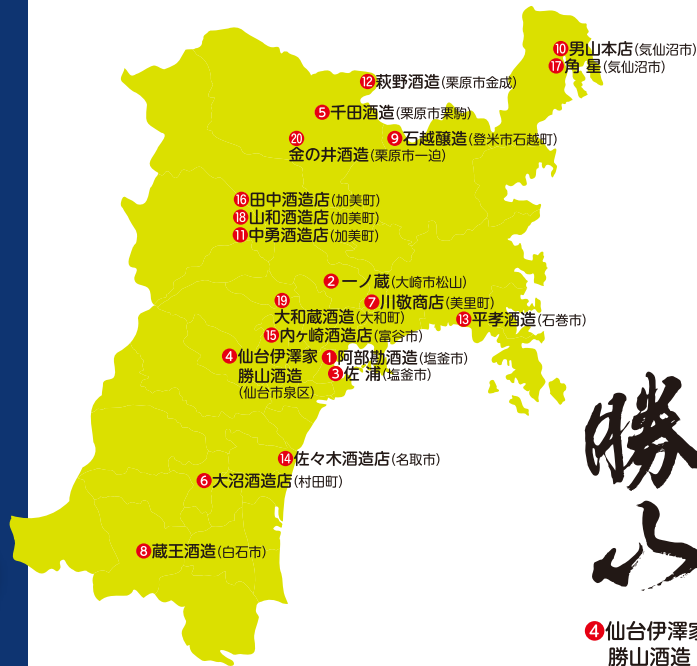 ⑩男山本店(気仙沼市)
⑰角 星(気仙沼市)
⑫萩野酒造(栗原市金成)
⑤千田酒造(栗原市栗駒)
⑨石越醸造(登米市石越町)
⑳
金の井酒造(栗原市一迫)
⑯田中酒造店(加美町)
⑱山和酒造店(加美町)
⑪中勇酒造店(加美町)
②一ノ蔵(大崎市松山)
⑦川敬商店(美里町)
⑲
大和蔵酒造(大和町)
⑬平孝酒造(石巻市)
⑮内ヶ崎酒造店(富谷市)
④仙台伊澤家
勝山酒造
(仙台市泉区)
①阿部勘酒造(塩釜市)
③佐 浦(塩釜市)
⑭佐々木酒造店(名取市)
⑥大沼酒造店(村田町)
⑧蔵王酒造(白石市)
勝
山
④仙台伊澤家
勝山酒造